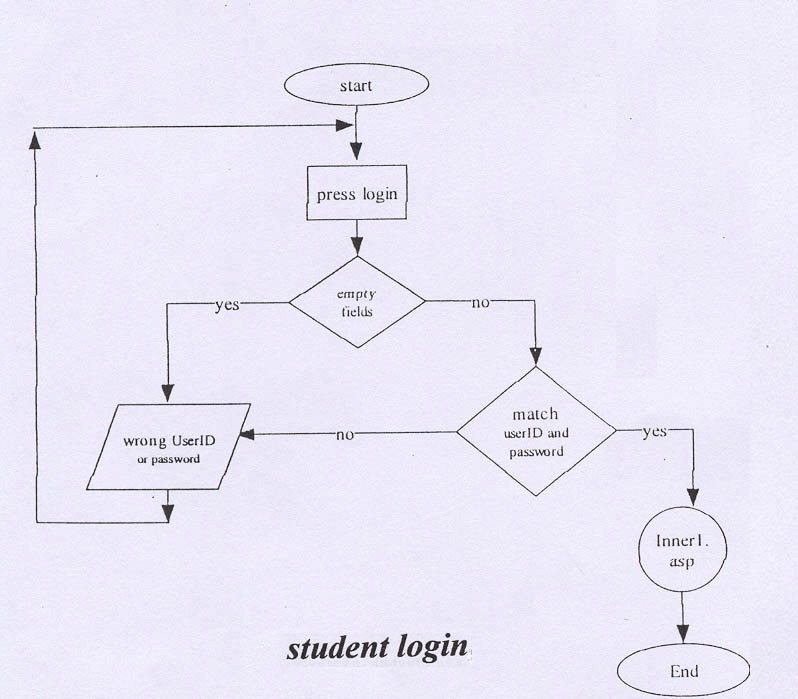 start
press login
empty
fields
yes
no
match
userID and
password
wrong UserID
or password
no
yes
Inner1.
asp
student login
End